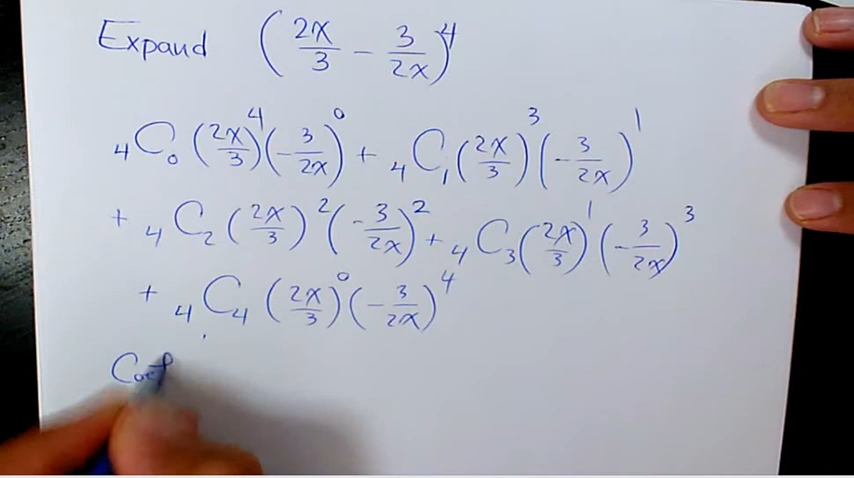 Expand (2x/3 - 3/2x)^4
₄C₀ (2x/3)^4 (-3/2x)^0 + ₄C₁ (2x/3)^3 (-3/2x)^1
+ ₄C₂ (2x/3)^2 (-3/2x)^2 + ₄C₃ (2x/3)^1 (-3/2x)^3
+ ₄C₄ (2x/3)^0 (-3/2x)^4
Coef